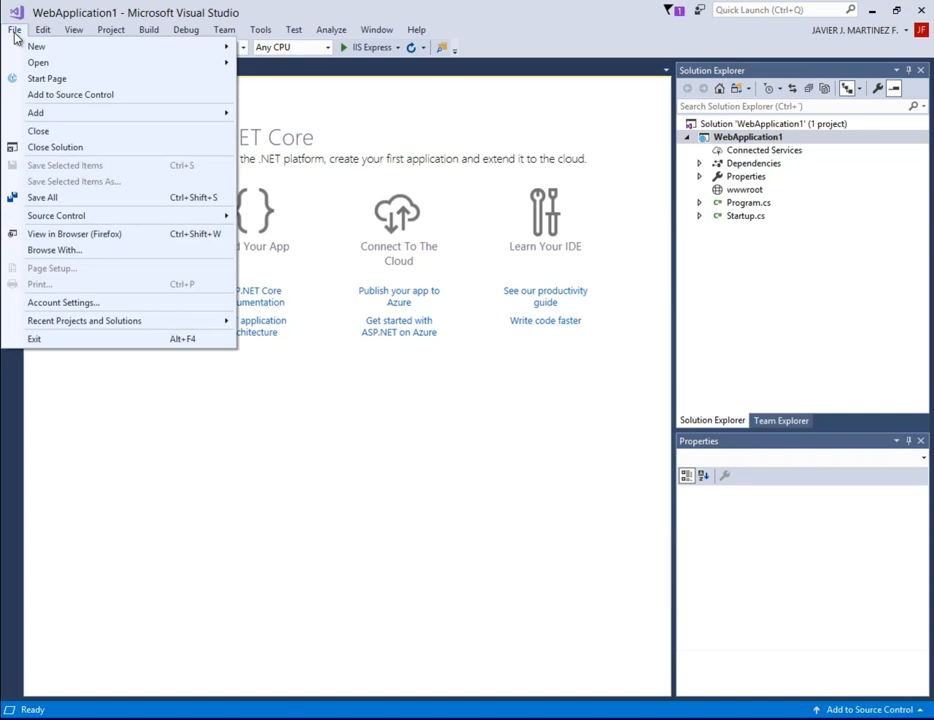 WebApplication1 - Microsoft Visual Studio
1
Quick Launch (Ctrl+Q)
File Edit View Project Build Debug Team Tools Test Analyze Window Help
JAVIER J. MARTINEZ F.
JF
Any CPU
IIS Express
New
Open
Start Page
Add to Source Control
Add
Close
Close Solution
Save Selected Items Ctrl+S
Save Selected Items As...
Save All Ctrl+Shift+S
Source Control
View in Browser (Firefox) Ctrl+Shift+W
Browse With...
Page Setup...
Print... Ctrl+P
Account Settings...
Recent Projects and Solutions
Exit Alt+F4
ET Core
the .NET platform, create your first application and extend it to the cloud.
d Your App
Connect To The
Cloud
Learn Your IDE
P.NET Core
umentation
application
hitecture
Publish your app to
Azure
Get started with
ASP.NET on Azure
See our productivity
guide
Write code faster
Solution Explorer
Search Solution Explorer (Ctrl+´)
Solution 'WebApplication1' (1 project)
WebApplication1
Connected Services
Dependencies
Properties
wwwroot
Program.cs
Startup.cs
Solution Explorer Team Explorer
Properties
Ready
Add to Source Control